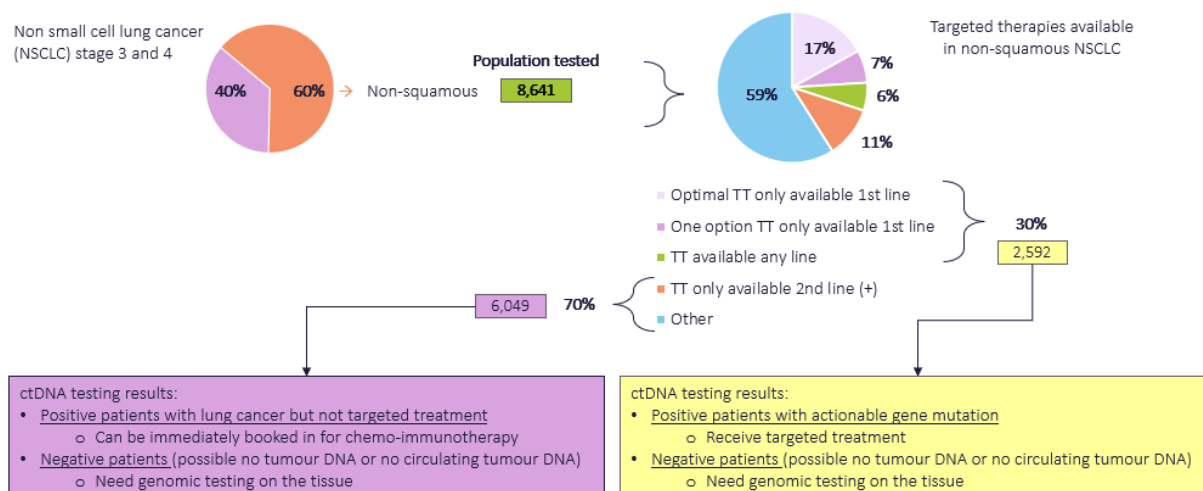 Non small cell lung cancer
(NSCLC) stage 3 and 4
40%
60%
Non-squamous
Population tested
8,641
17%
7%
6%
11%
59%
Targeted therapies available
in non-squamous NSCLC
Optimal TT only available 1st line
One option TT only available 1st line
TT available any line
TT only available 2nd line (+)
Other
30%
2,592
6,049
70%
ctDNA testing results:
• Positive patients with lung cancer but not targeted treatment
o Can be immediately booked in for chemo-immunotherapy
• Negative patients (possible no tumour DNA or no circulating tumour DNA)
o Need genomic testing on the tissue
ctDNA testing results:
• Positive patients with actionable gene mutation
o Receive targeted treatment
• Negative patients (possible no tumour DNA or no circulating tumour DNA)
o Need genomic testing on the tissue